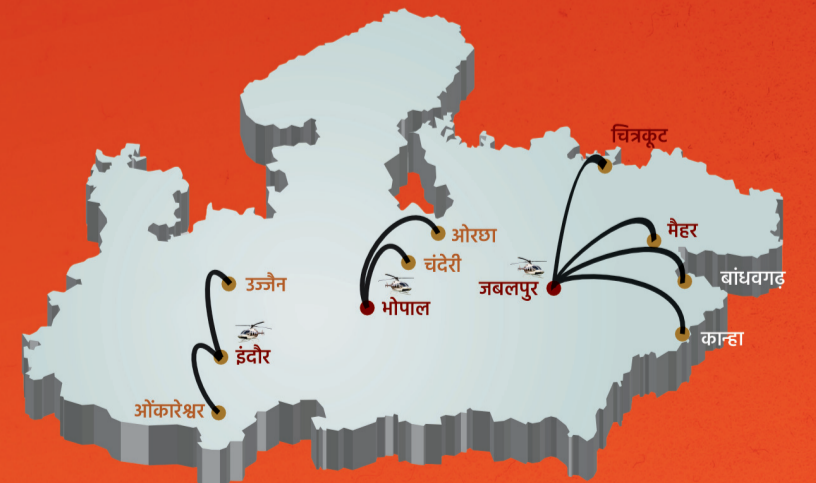 चित्रकूट
मैहर
ओरछा
चंदेरी
बांधवगढ़
उज्जैन
जबलपुर
भोपाल
कान्हा
इंदौर
ओंकारेश्वर